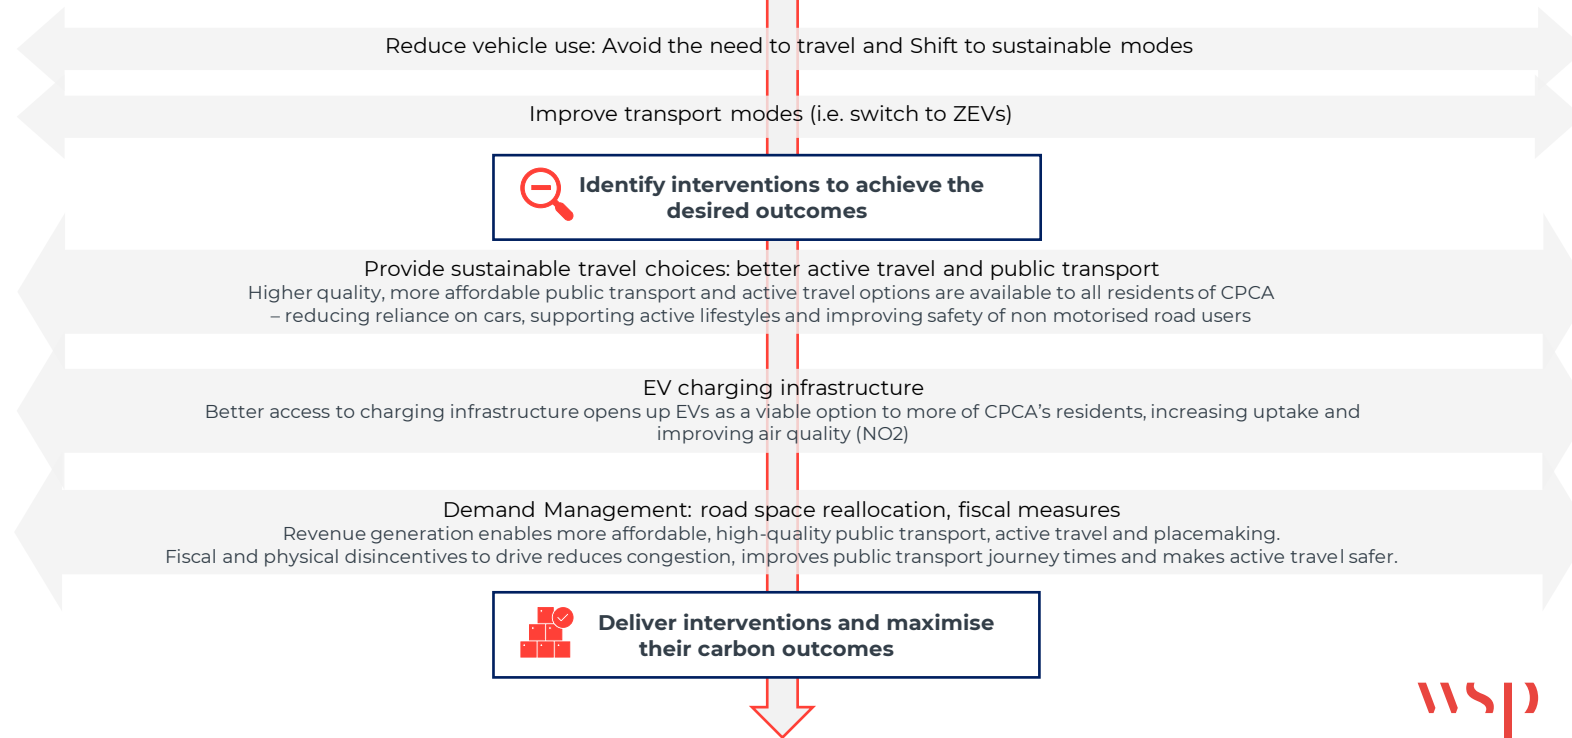 Reduce vehicle use: Avoid the need to travel and Shift to sustainable modes
Improve transport modes (i.e. switch to ZEVs)
Identify interventions to achieve the
desired outcomes
Provide sustainable travel choices: better active travel and public transport
Higher quality, more affordable public transport and active travel options are available to all residents of CPCA
– reducing reliance on cars, supporting active lifestyles and improving safety of non motorised road users
EV charging infrastructure
Better access to charging infrastructure opens up EVs as a viable option to more of CPCA’s residents, increasing uptake and
improving air quality (NO2)
Demand Management: road space reallocation, fiscal measures
Revenue generation enables more affordable, high-quality public transport, active travel and placemaking.
Fiscal and physical disincentives to drive reduces congestion, improves public transport journey times and makes active travel safer.
Deliver interventions and maximise
their carbon outcomes
wsp